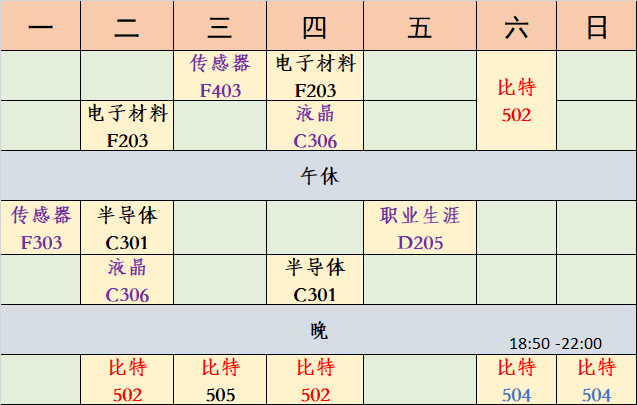 一 二 三 四 五 六 日
传感器 电子材料
F403 F203
比特
502
电子材料 液晶
F203 C306
午休
传感器 半导体 职业生涯
F303 C301 D205
液晶 半导体
C306 C301
晚
18:50 -22:00
比特 比特 比特 比特 比特
502 505 502 504 504